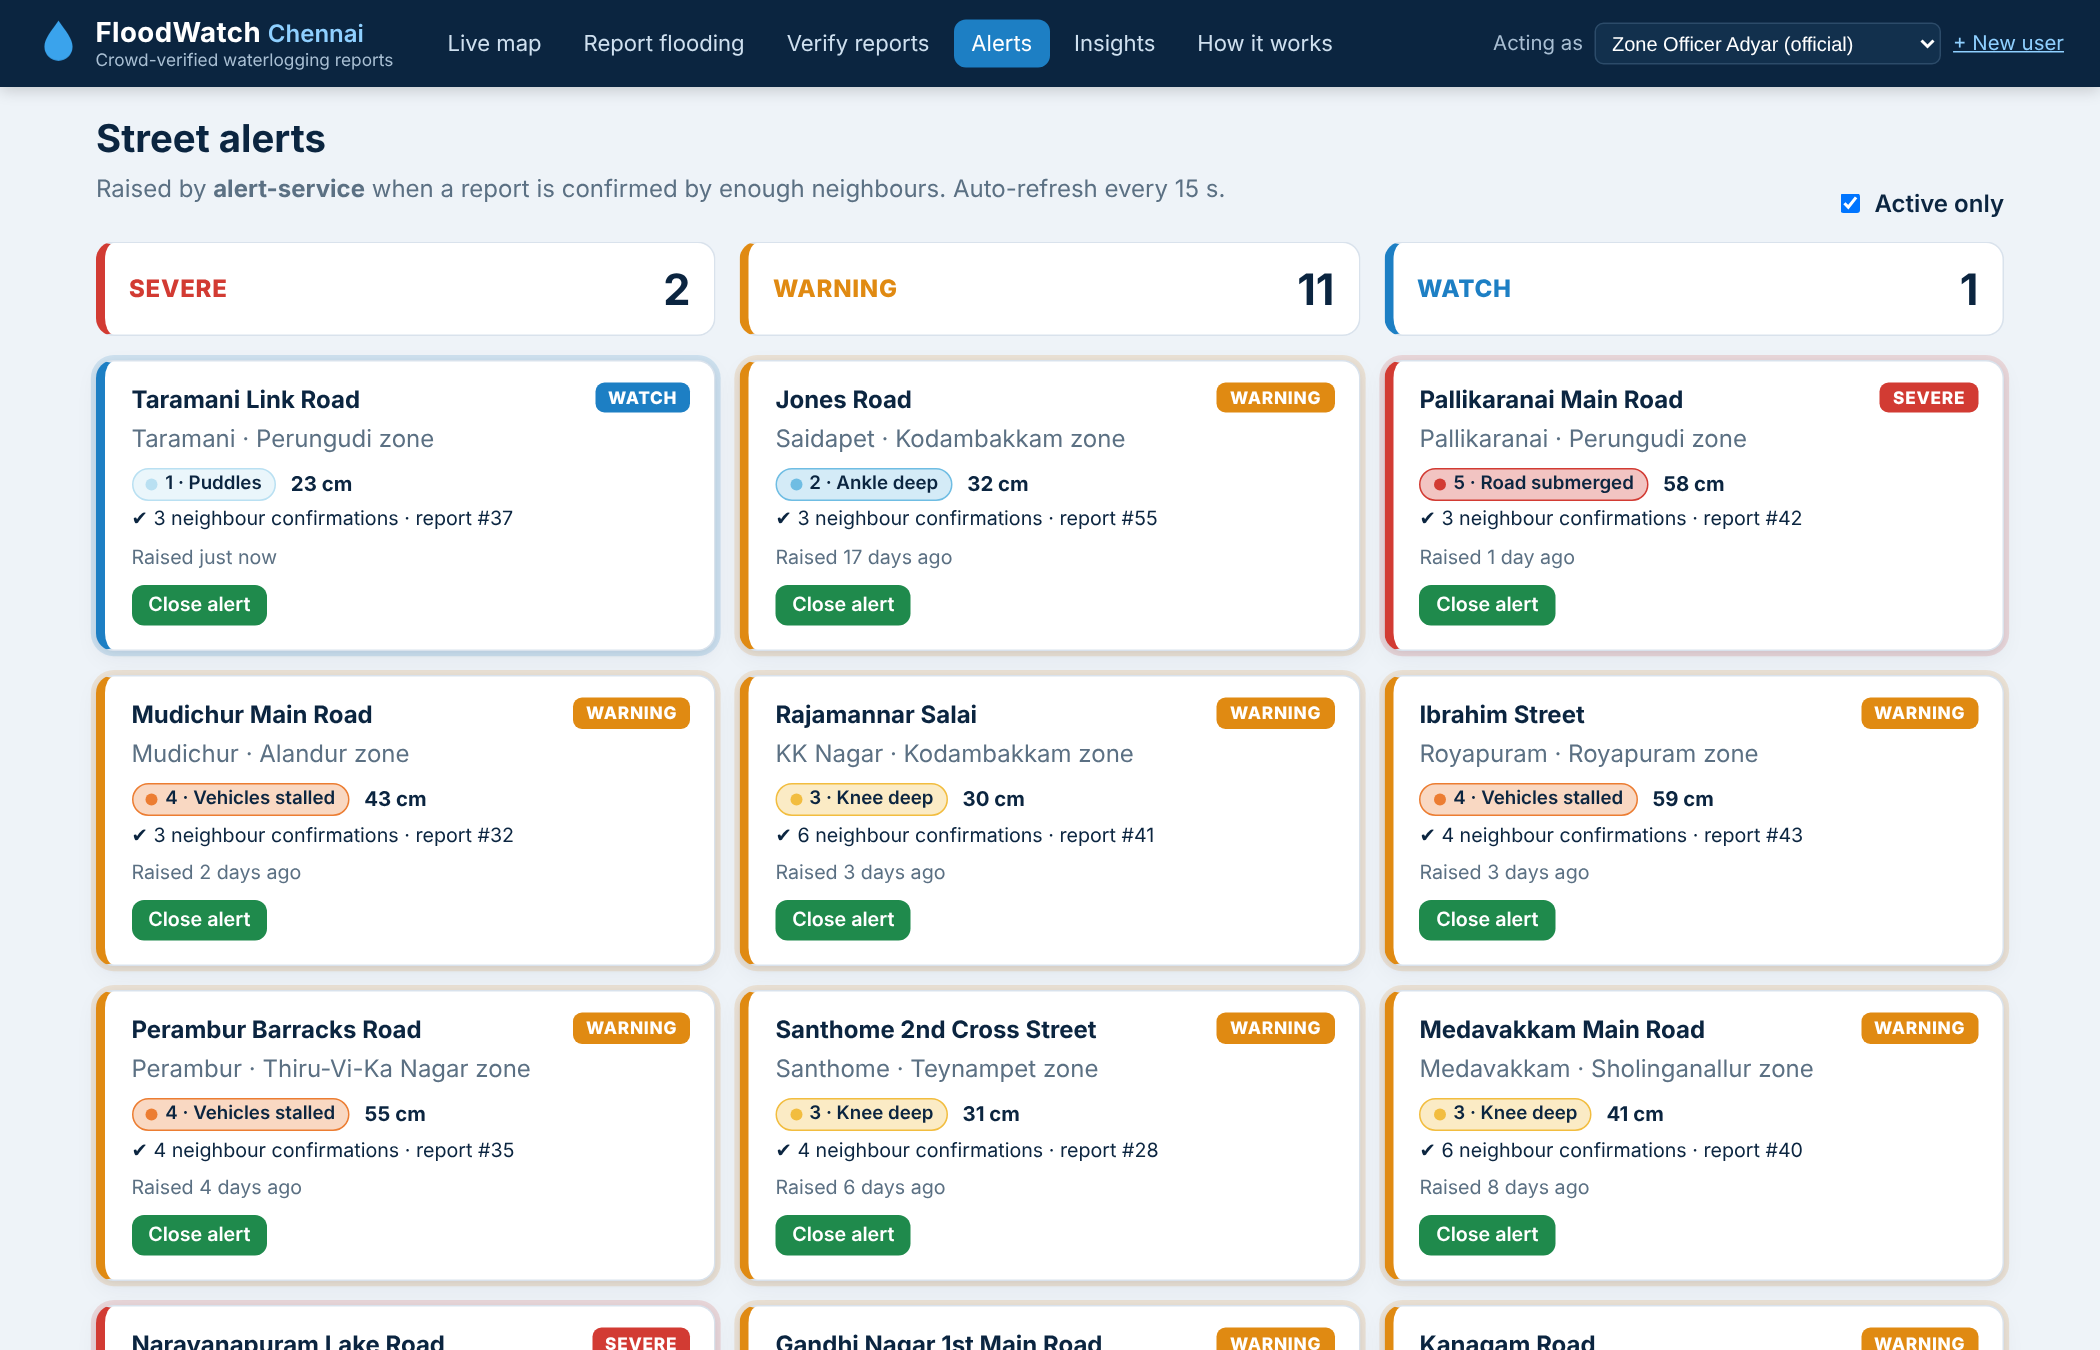 FloodWatch Chennai
Crowd-verified waterlogging reports
Live map
Report flooding
Verify reports
Alerts
Insights
How it works
Acting as
Zone Officer Adyar (official)
+ New user
Street alerts
Raised by alert-service when a report is confirmed by enough neighbours. Auto-refresh every 15 s.
Active only
SEVERE 2
WARNING 11
WATCH 1
Taramani Link Road
WATCH
Taramani · Perungudi zone
1 · Puddles 23 cm
✔ 3 neighbour confirmations · report #37
Raised just now
Close alert
Jones Road
WARNING
Saidapet · Kodambakkam zone
2 · Ankle deep 32 cm
✔ 3 neighbour confirmations · report #55
Raised 17 days ago
Close alert
Pallikaranai Main Road
SEVERE
Pallikaranai · Perungudi zone
5 · Road submerged 58 cm
✔ 3 neighbour confirmations · report #42
Raised 1 day ago
Close alert
Mudichur Main Road
WARNING
Mudichur · Alandur zone
4 · Vehicles stalled 43 cm
✔ 3 neighbour confirmations · report #32
Raised 2 days ago
Close alert
Rajamannar Salai
WARNING
KK Nagar · Kodambakkam zone
3 · Knee deep 30 cm
✔ 6 neighbour confirmations · report #41
Raised 3 days ago
Close alert
Ibrahim Street
WARNING
Royapuram · Royapuram zone
4 · Vehicles stalled 59 cm
✔ 4 neighbour confirmations · report #43
Raised 3 days ago
Close alert
Perambur Barracks Road
WARNING
Perambur · Thiru-Vi-Ka Nagar zone
4 · Vehicles stalled 55 cm
✔ 4 neighbour confirmations · report #35
Raised 4 days ago
Close alert
Santhome 2nd Cross Street
WARNING
Santhome · Teynampet zone
3 · Knee deep 31 cm
✔ 4 neighbour confirmations · report #28
Raised 6 days ago
Close alert
Medavakkam Main Road
WARNING
Medavakkam · Sholinganallur zone
3 · Knee deep 41 cm
✔ 6 neighbour confirmations · report #40
Raised 8 days ago
Close alert
Narayanapuram Lake Road
SEVERE
Gandhi Nagar 1st Main Road
WARNING
Kanagam Road
WARNING